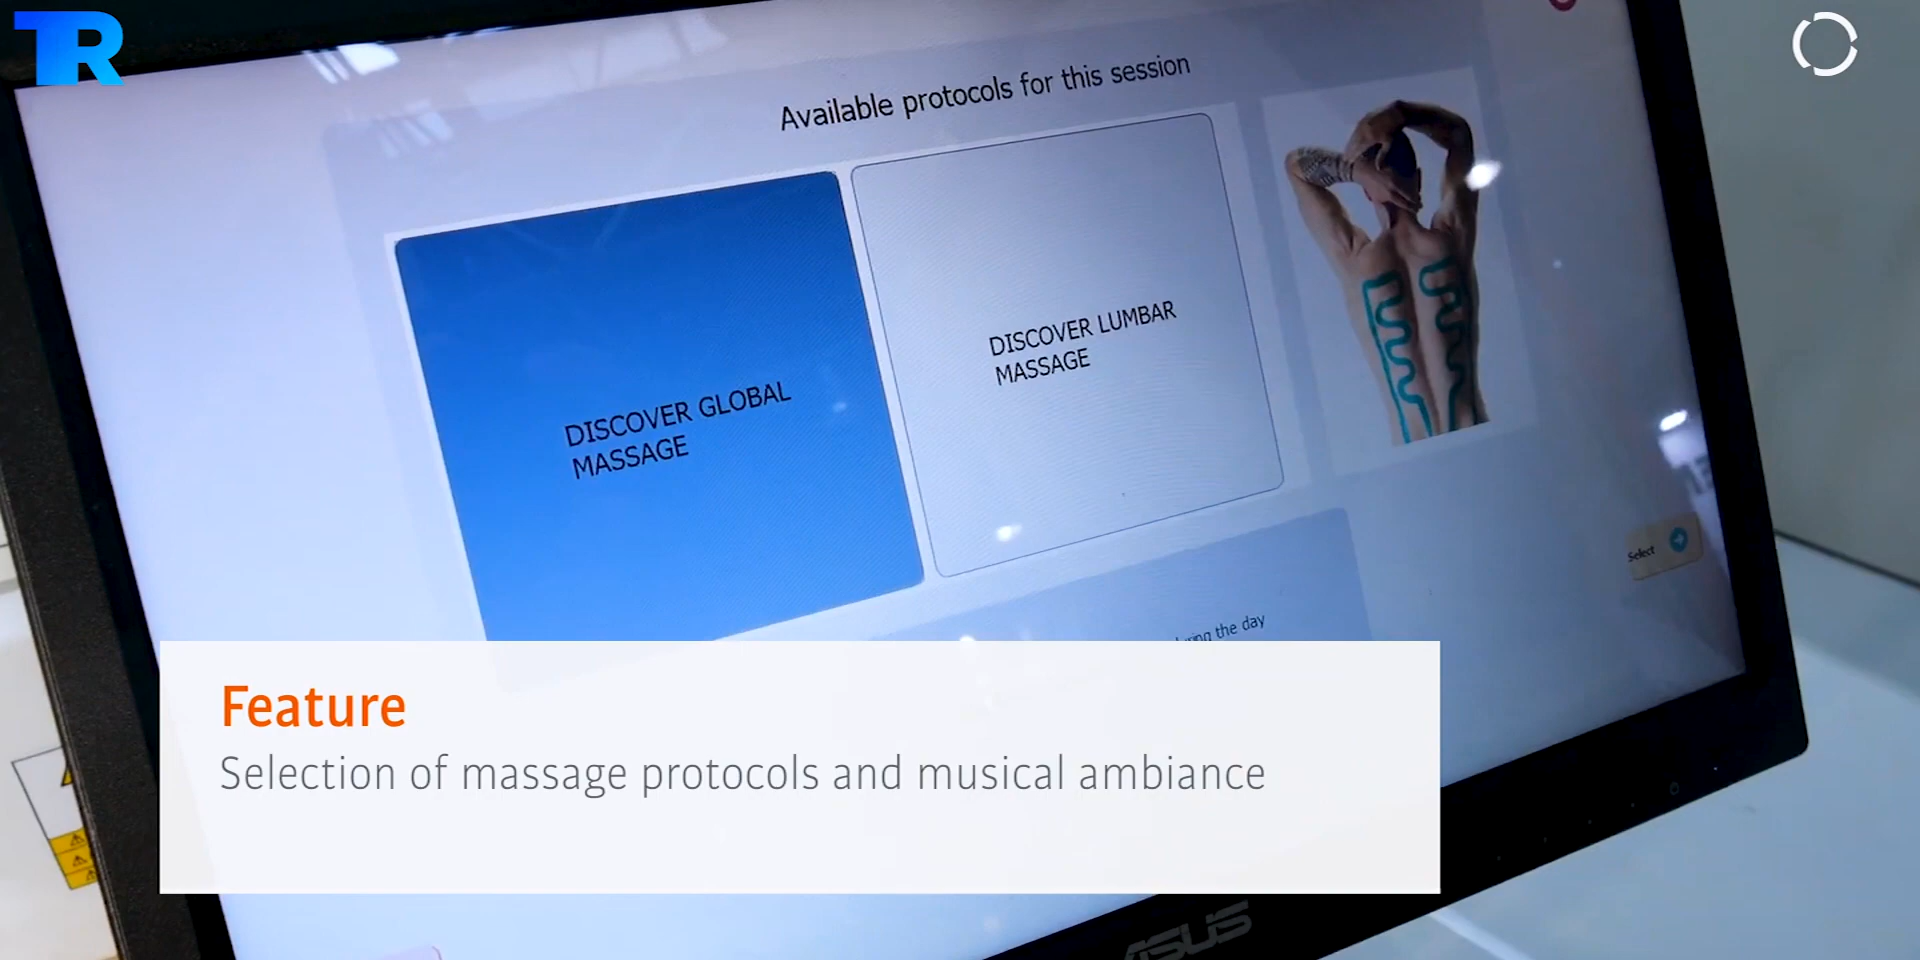 TR
Available protocols for this session
DISCOVER GLOBAL
MASSAGE
DISCOVER LUMBAR
MASSAGE
Select
the day
Feature
Selection of massage protocols and musical ambiance
ASUS